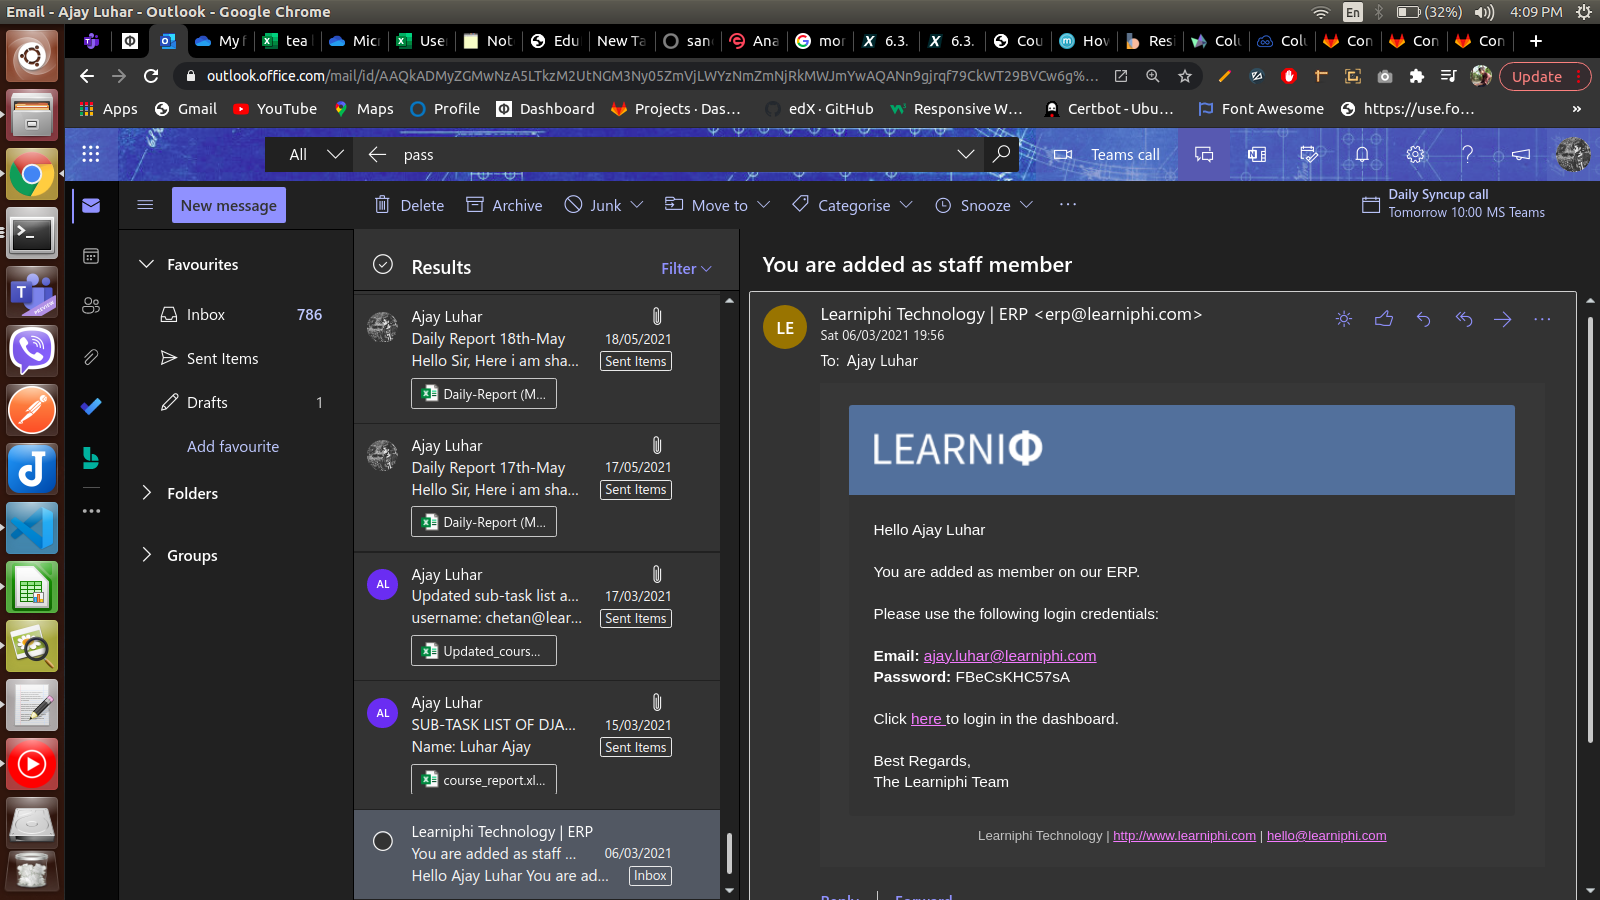 Email - Ajay Luhar - Outlook - Google Chrome
En
(32%)
4:09 PM
My f
tea l
Micr
User
Note
Edu
New Ta
sand
Ana
mor
6.3.
6.3.
Cou
How
Resi
Colu
Colu
Con
Con
Con
outlook.office.com/mail/id/AAQkADMyZGMwNzA5LTkzM2UtNGM3Ny05ZmVjLWYzNmZmNjRkMWJmYwAQANn9gjrqf79CkWT29BVCw6g%...
Update
Apps
Gmail
YouTube
Maps
Profile
Dashboard
Projects · Das...
edX · GitHub
Responsive W...
Certbot - Ubu...
Font Awesome
https://use.fo...
»
All
pass
Teams call
New message
Delete
Archive
Junk
Move to
Categorise
Snooze
Daily Syncup call
Tomorrow 10:00 MS Teams
Favourites
Inbox 786
Sent Items
Drafts 1
Add favourite
Folders
Groups
PREVIEW
Results
Filter
Ajay Luhar
Daily Report 18th-May 18/05/2021
Hello Sir, Here i am sha... Sent Items
Daily-Report (M...
Ajay Luhar
Daily Report 17th-May 17/05/2021
Hello Sir, Here i am sha... Sent Items
Daily-Report (M...
AL
Ajay Luhar
Updated sub-task list a... 17/03/2021
username: chetan@lear... Sent Items
Updated_cours...
AL
Ajay Luhar
SUB-TASK LIST OF DJA... 15/03/2021
Name: Luhar Ajay Sent Items
course_report.xl...
Learniphi Technology | ERP
You are added as staff ... 06/03/2021
Hello Ajay Luhar You are ad... Inbox
You are added as staff member
LE
Learniphi Technology | ERP <erp@learniphi.com>
Sat 06/03/2021 19:56
To: Ajay Luhar
LEARNIΦ
Hello Ajay Luhar
You are added as member on our ERP.
Please use the following login credentials:
Email: ajay.luhar@learniphi.com
Password: FBeCsKHC57sA
Click here to login in the dashboard.
Best Regards,
The Learniphi Team
Learniphi Technology | http://www.learniphi.com | hello@learniphi.com
Reply | Forward